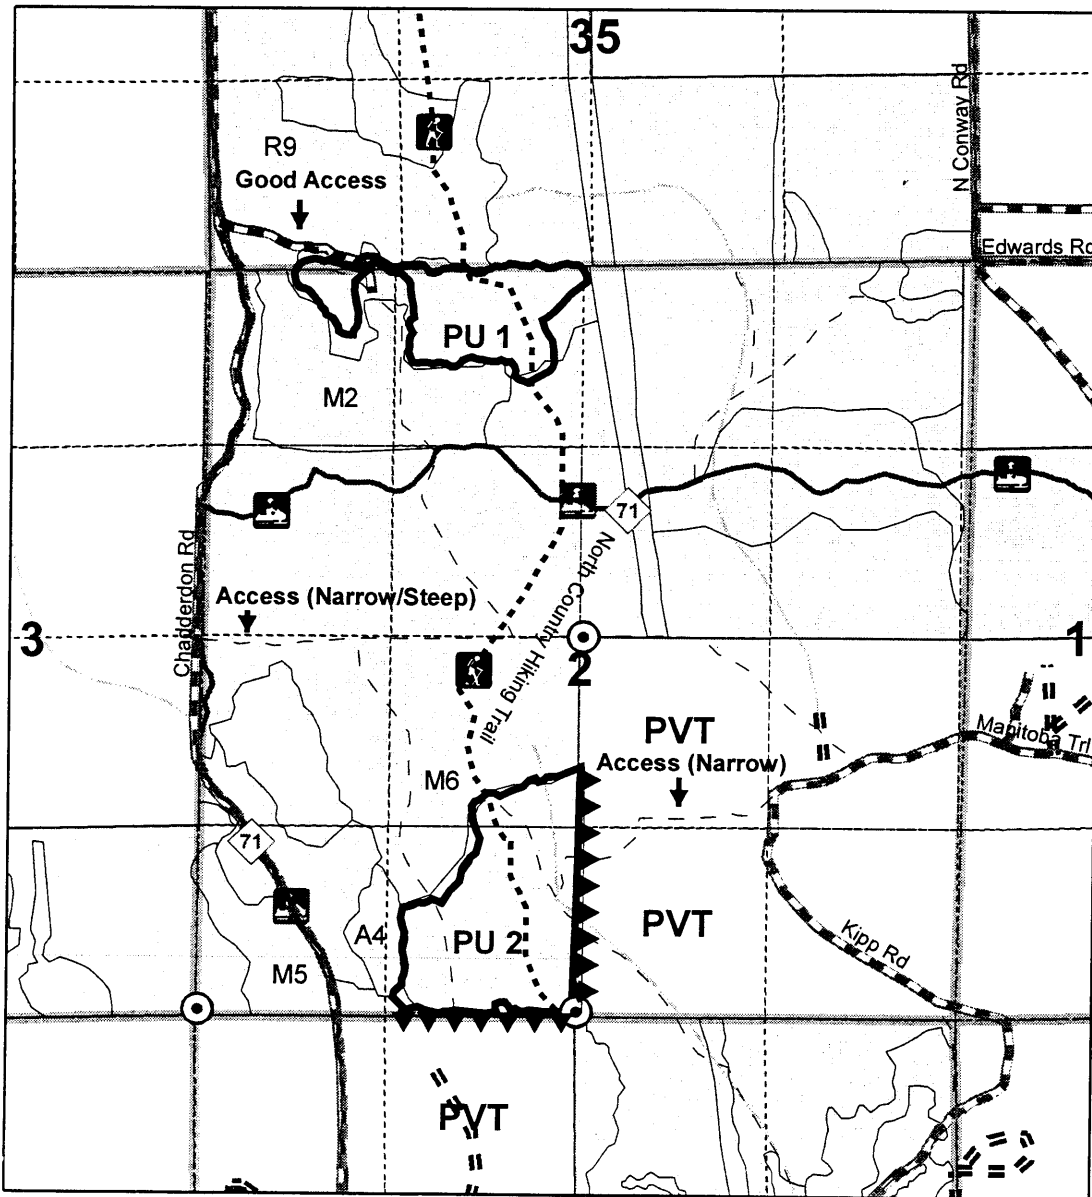 35
N Conway Rd
R9
Good Access
Edwards Rd
PU 1
M2
71
Chadderdon Rd
North Country Hiking Trail
Access (Narrow/Steep)
3
2
1
PVT
Manitoba Trl
Access (Narrow)
M6
71
A4
PU 2
PVT
Kipp Rd
M5
PVT